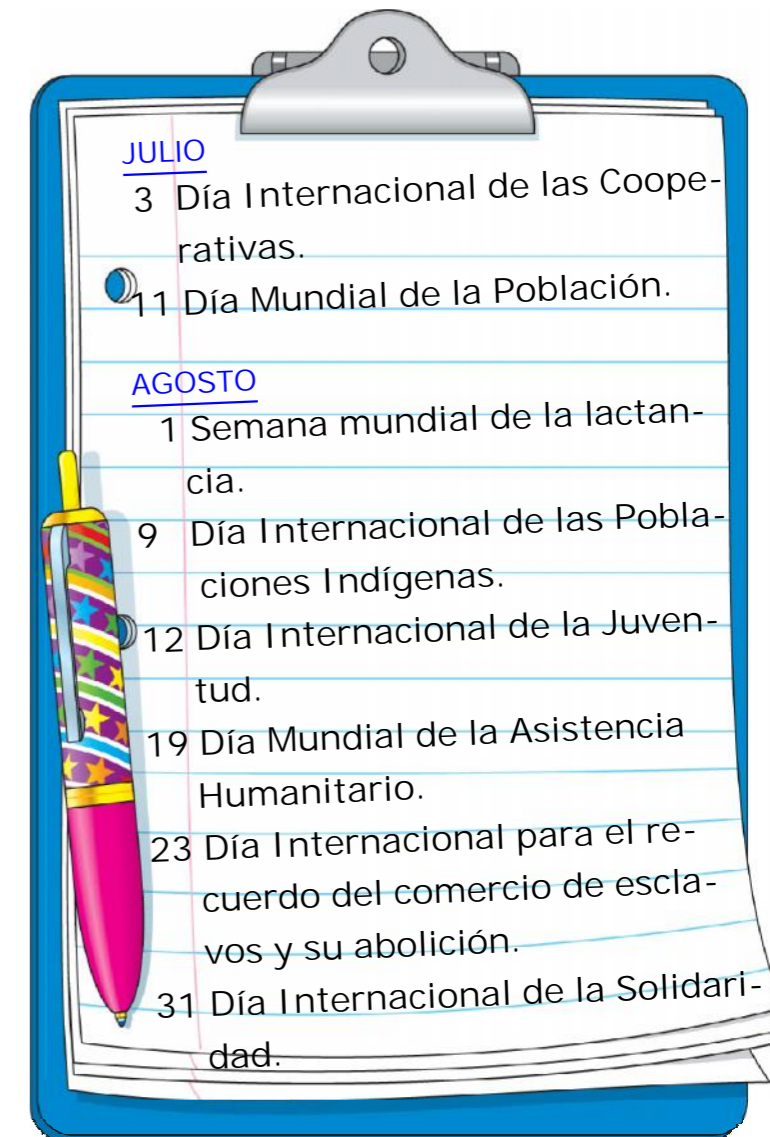 JULIO
3 Día Internacional de las Coope-
rativas.
11 Día Mundial de la Población.
AGOSTO
1 Semana mundial de la lactan-
cia.
9 Día Internacional de las Pobla-
ciones Indígenas.
12 Día Internacional de la Juven-
tud.
19 Día Mundial de la Asistencia
Humanitario.
23 Día Internacional para el re-
cuerdo del comercio de escla-
vos y su abolición.
31 Día Internacional de la Solidari-
dad.